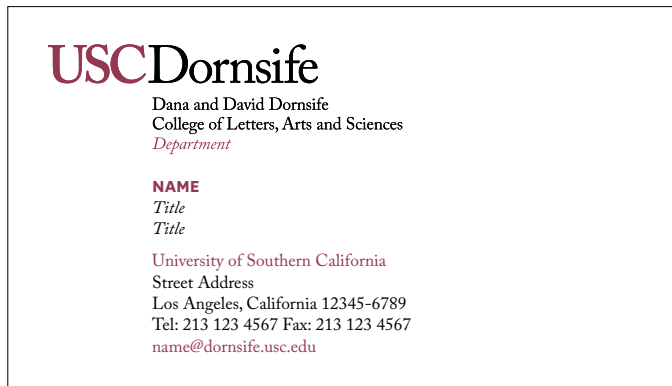 USCDornsife
Dana and David Dornsife
College of Letters, Arts and Sciences
Department
NAME
Title
Title
University of Southern California
Street Address
Los Angeles, California 12345-6789
Tel: 213 123 4567 Fax: 213 123 4567
name@dornsife.usc.edu